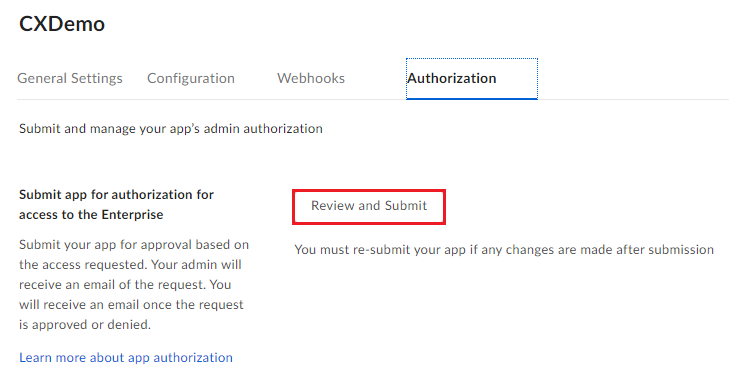 CXDemo
General Settings Configuration Webhooks Authorization
Submit and manage your app's admin authorization
Submit app for authorization for
access to the Enterprise
Review and Submit
Submit your app for approval based on
the access requested. Your admin will
receive an email of the request. You
will receive an email once the request
is approved or denied.
You must re-submit your app if any changes are made after submission
Learn more about app authorization